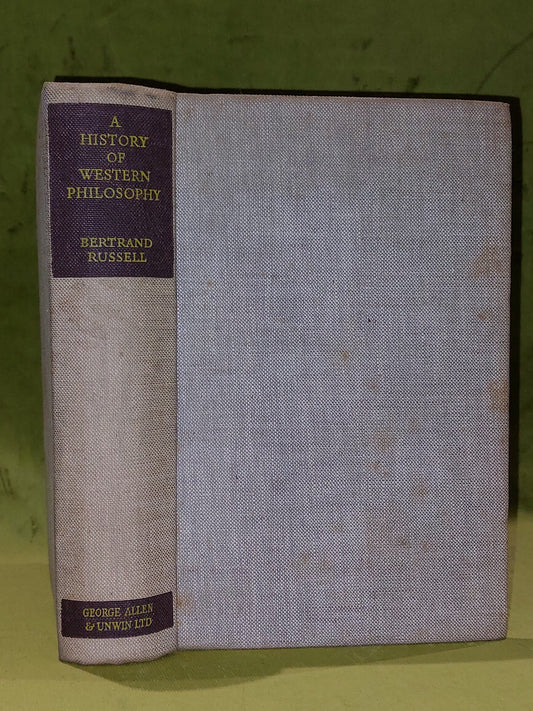 A
HISTORY
OF
WESTERN
PHILOSOPHY
BERTRAND
RUSSELL
GEORGE ALLEN
& UNWIN LTD